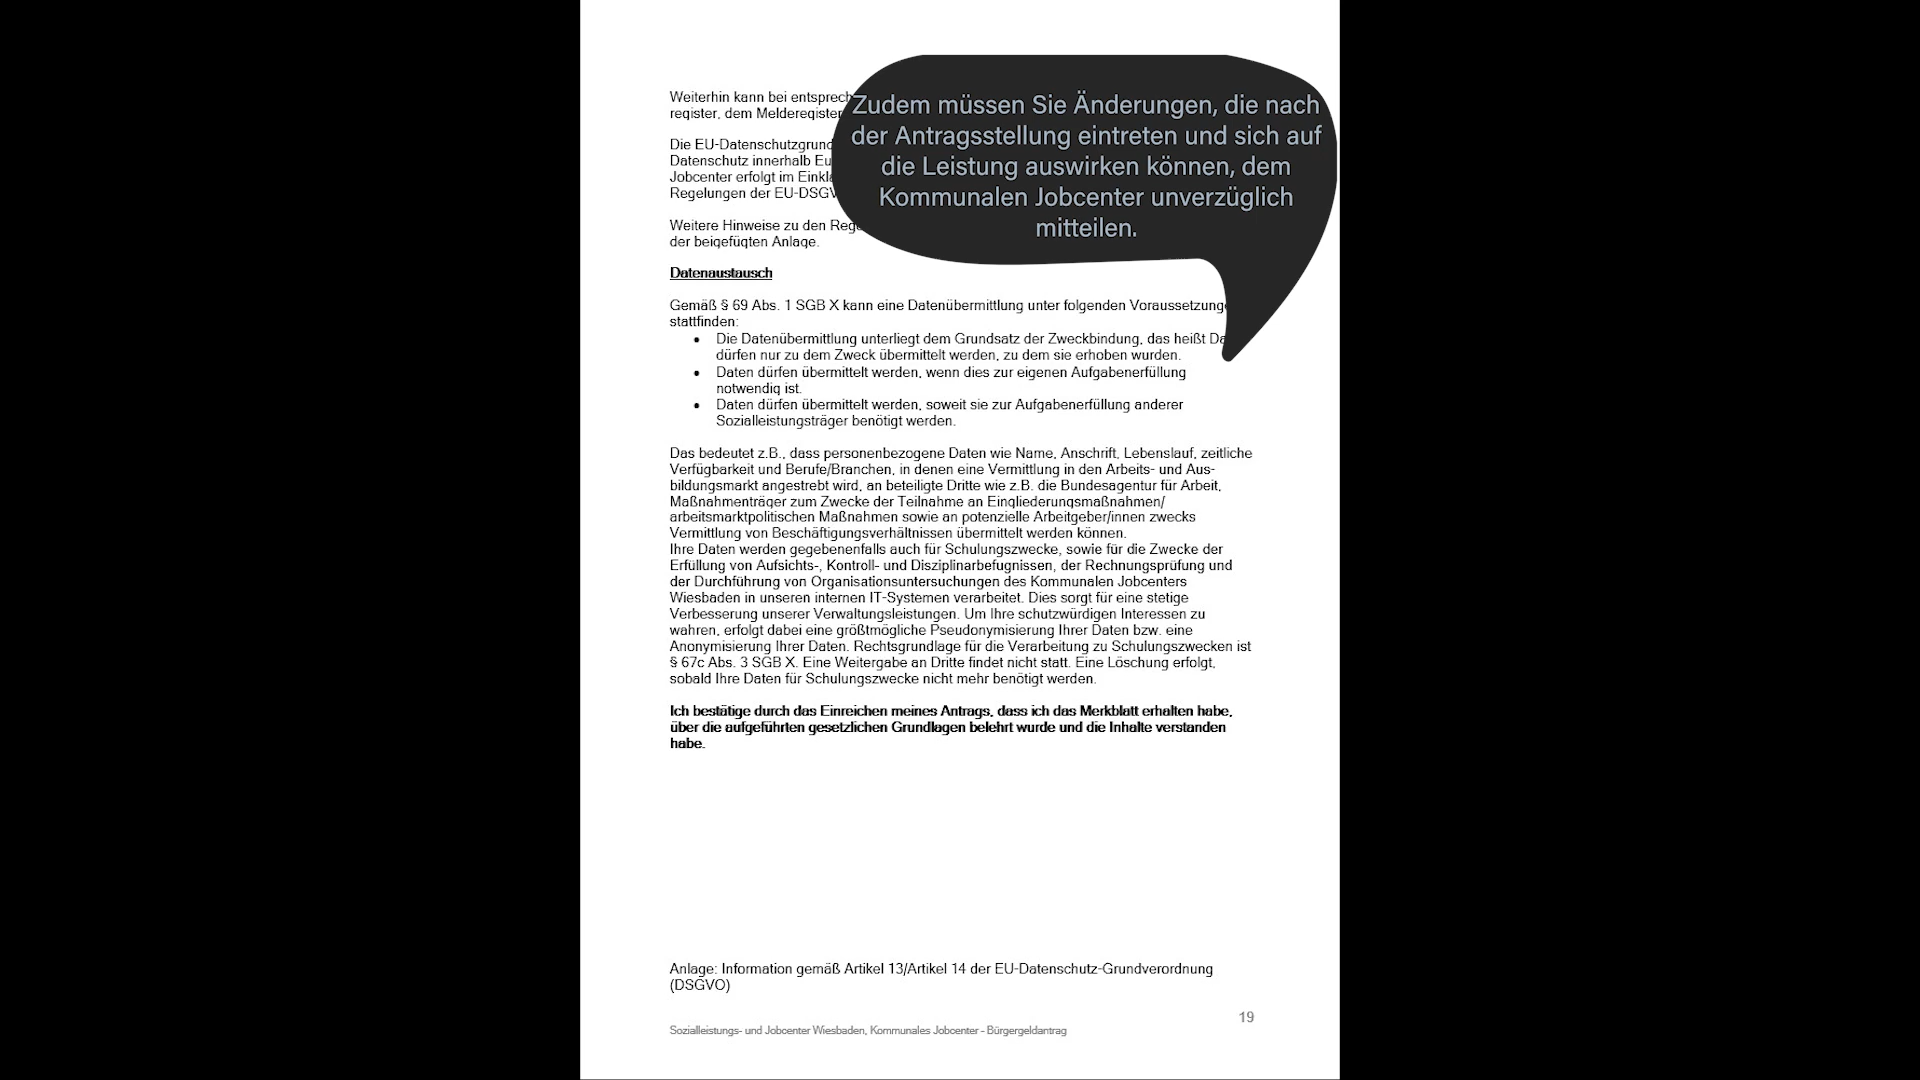 Zudem müssen Sie Änderungen, die nach
der Antragsstellung eintreten und sich auf
die Leistung auswirken können, dem
Kommunalen Jobcenter unverzüglich
mitteilen.
Weiterhin kann bei entsprech
register, dem Melderegister
Die EU-Datenschutzgrund
Datenschutz innerhalb Eu
Jobcenter erfolgt im Einkla
Regelungen der EU-DSGV
Weitere Hinweise zu den Rege
der beigefügten Anlage.
Datenaustausch
Gemäß § 69 Abs. 1 SGB X kann eine Datenübermittlung unter folgenden Voraussetzunge
stattfinden:
• Die Datenübermittlung unterliegt dem Grundsatz der Zweckbindung, das heißt Da
dürfen nur zu dem Zweck übermittelt werden, zu dem sie erhoben wurden.
• Daten dürfen übermittelt werden, wenn dies zur eigenen Aufgabenerfüllung
notwendig ist.
• Daten dürfen übermittelt werden, soweit sie zur Aufgabenerfüllung anderer
Sozialleistungsträger benötigt werden.
Das bedeutet z.B., dass personenbezogene Daten wie Name, Anschrift, Lebenslauf, zeitliche
Verfügbarkeit und Berufe/Branchen, in denen eine Vermittlung in den Arbeits- und Aus-
bildungsmarkt angestrebt wird, an beteiligte Dritte wie z.B. die Bundesagentur für Arbeit,
Maßnahmenträger zum Zwecke der Teilnahme an Eingliederungsmaßnahmen/
arbeitsmarktpolitischen Maßnahmen sowie an potenzielle Arbeitgeber/innen zwecks
Vermittlung von Beschäftigungsverhältnissen übermittelt werden können.
Ihre Daten werden gegebenenfalls auch für Schulungszwecke, sowie für die Zwecke der
Erfüllung von Aufsichts-, Kontroll- und Disziplinarbefugnissen, der Rechnungsprüfung und
der Durchführung von Organisationsuntersuchungen des Kommunalen Jobcenters
Wiesbaden in unseren internen IT-Systemen verarbeitet. Dies sorgt für eine stetige
Verbesserung unserer Verwaltungsleistungen. Um Ihre schutzwürdigen Interessen zu
wahren, erfolgt dabei eine größtmögliche Pseudonymisierung Ihrer Daten bzw. eine
Anonymisierung Ihrer Daten. Rechtsgrundlage für die Verarbeitung zu Schulungszwecken ist
§ 67c Abs. 3 SGB X. Eine Weitergabe an Dritte findet nicht statt. Eine Löschung erfolgt,
sobald Ihre Daten für Schulungszwecke nicht mehr benötigt werden.
Ich bestätige durch das Einreichen meines Antrags, dass ich das Merkblatt erhalten habe,
über die aufgeführten gesetzlichen Grundlagen belehrt wurde und die Inhalte verstanden
habe.
Anlage: Information gemäß Artikel 13/Artikel 14 der EU-Datenschutz-Grundverordnung
(DSGVO)
19
Sozialleistungs- und Jobcenter Wiesbaden, Kommunales Jobcenter - Bürgergeldantrag